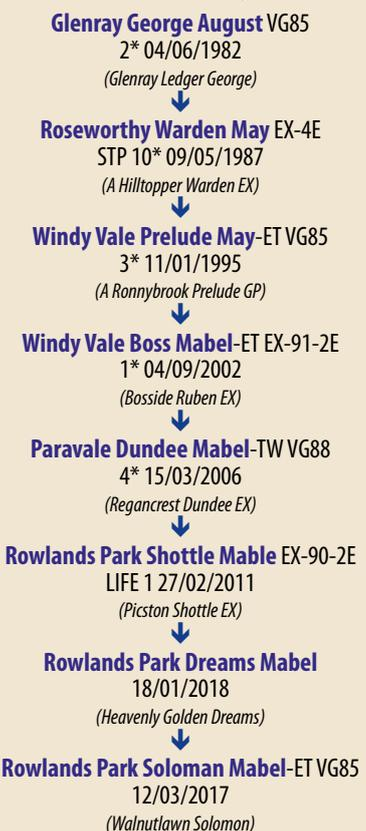 Glenray George August VG85
2* 04/06/1982
(Glenray Ledger George)
Roseworthy Warden May EX-4E
STP 10* 09/05/1987
(A Hilltopper Warden EX)
Windy Vale Prelude May-ET VG85
3* 11/01/1995
(A Ronnybrook Prelude GP)
Windy Vale Boss Mabel-ET EX-91-2E
1* 04/09/2002
(Bosside Ruben EX)
Paravale Dundee Mabel-TW VG88
4* 15/03/2006
(Regancrest Dundee EX)
Rowlands Park Shottle Mable EX-90-2E
LIFE 1 27/02/2011
(Picston Shottle EX)
Rowlands Park Dreams Mabel
18/01/2018
(Heavenly Golden Dreams)
Rowlands Park Soloman Mabel-ET VG85
12/03/2017
(Walnutlawn Solomon)